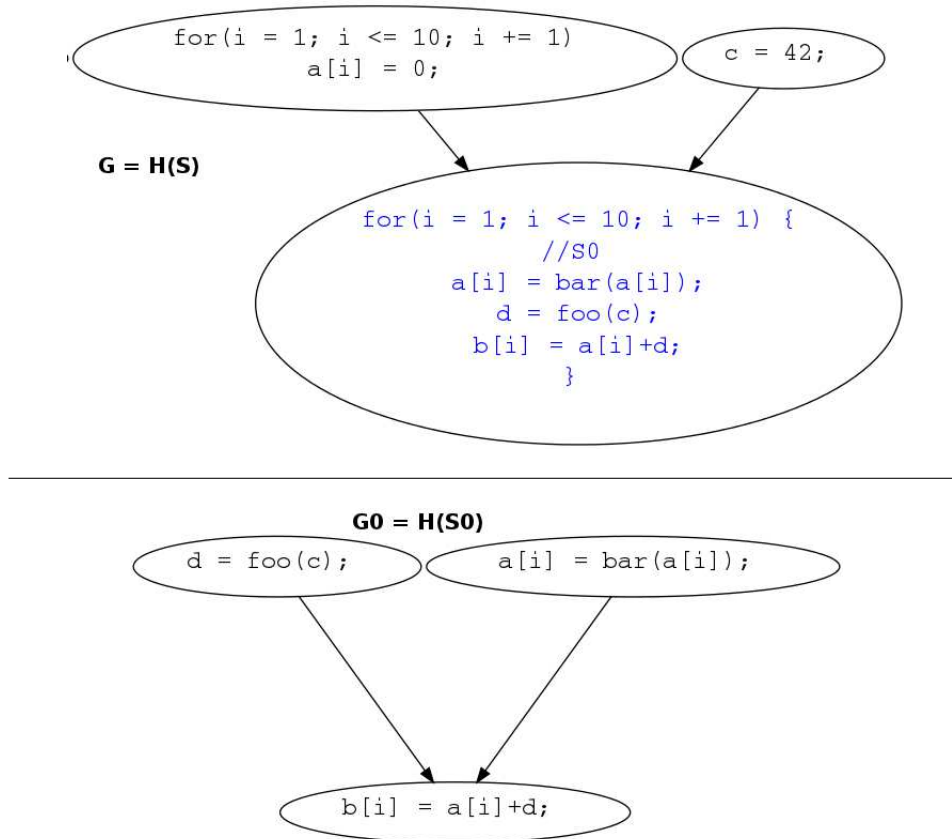 for(i = 1; i <= 10; i += 1)
a[i] = 0;
c = 42;
G = H(S)
for(i = 1; i <= 10; i += 1) {
//S0
a[i] = bar(a[i]);
d = foo(c);
b[i] = a[i]+d;
}
G0 = H(S0)
d = foo(c);
a[i] = bar(a[i]);
b[i] = a[i]+d;